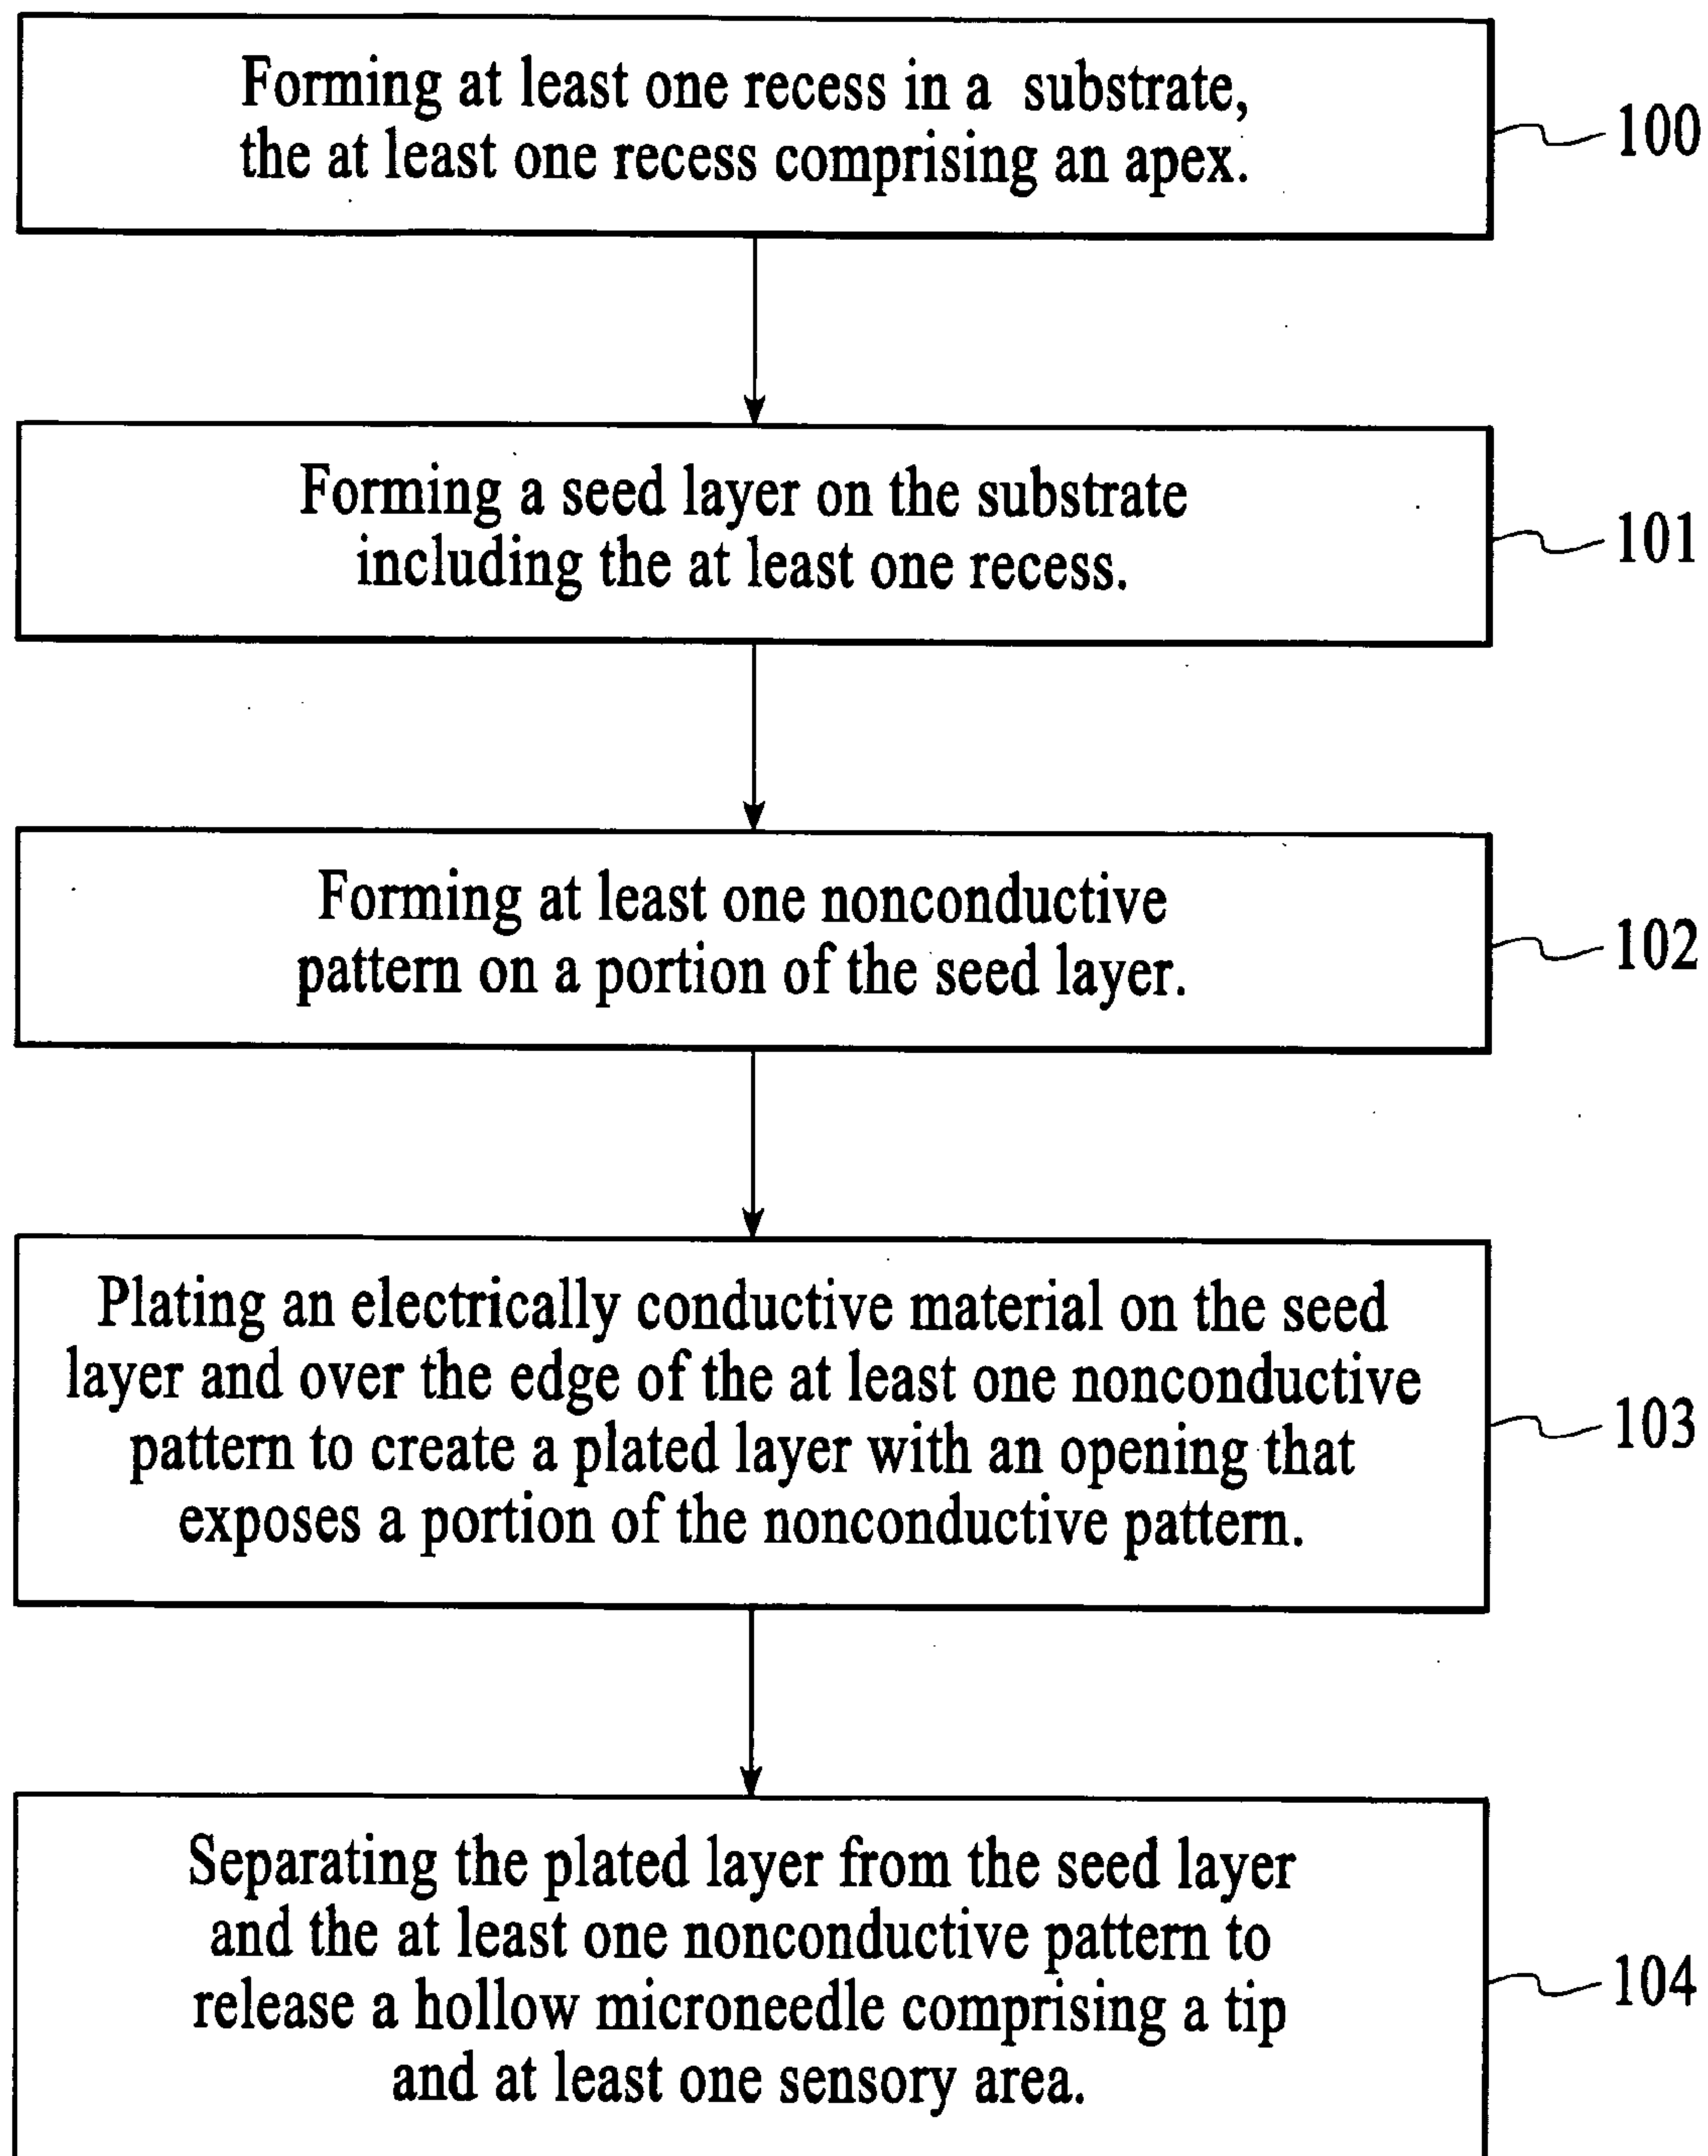 Forming at least one recess in a substrate,
the at least one recess comprising an apex.
100
Forming a seed layer on the substrate
including the at least one recess.
101
Forming at least one nonconductive
pattern on a portion of the seed layer.
102
Plating an electrically conductive material on the seed
layer and over the edge of the at least one nonconductive
pattern to create a plated layer with an opening that
exposes a portion of the nonconductive pattern.
103
Separating the plated layer from the seed layer
and the at least one nonconductive pattern to
release a hollow microneedle comprising a tip
and at least one sensory area.
104